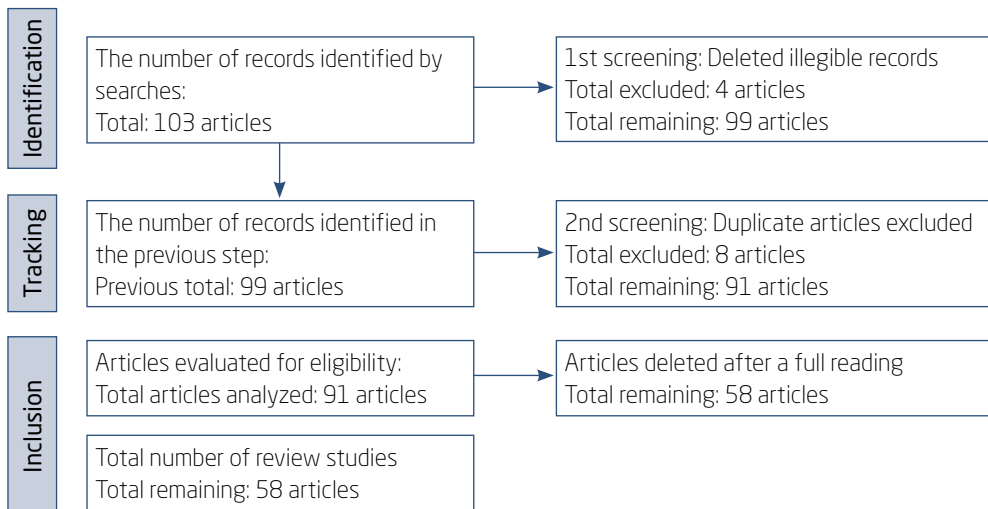 Identification
The number of records identified by
searches:
Total: 103 articles
1st screening: Deleted illegible records
Total excluded: 4 articles
Total remaining: 99 articles
Tracking
The number of records identified in
the previous step:
Previous total: 99 articles
2nd screening: Duplicate articles excluded
Total excluded: 8 articles
Total remaining: 91 articles
Inclusion
Articles evaluated for eligibility:
Total articles analyzed: 91 articles
Articles deleted after a full reading
Total remaining: 58 articles
Total number of review studies
Total remaining: 58 articles